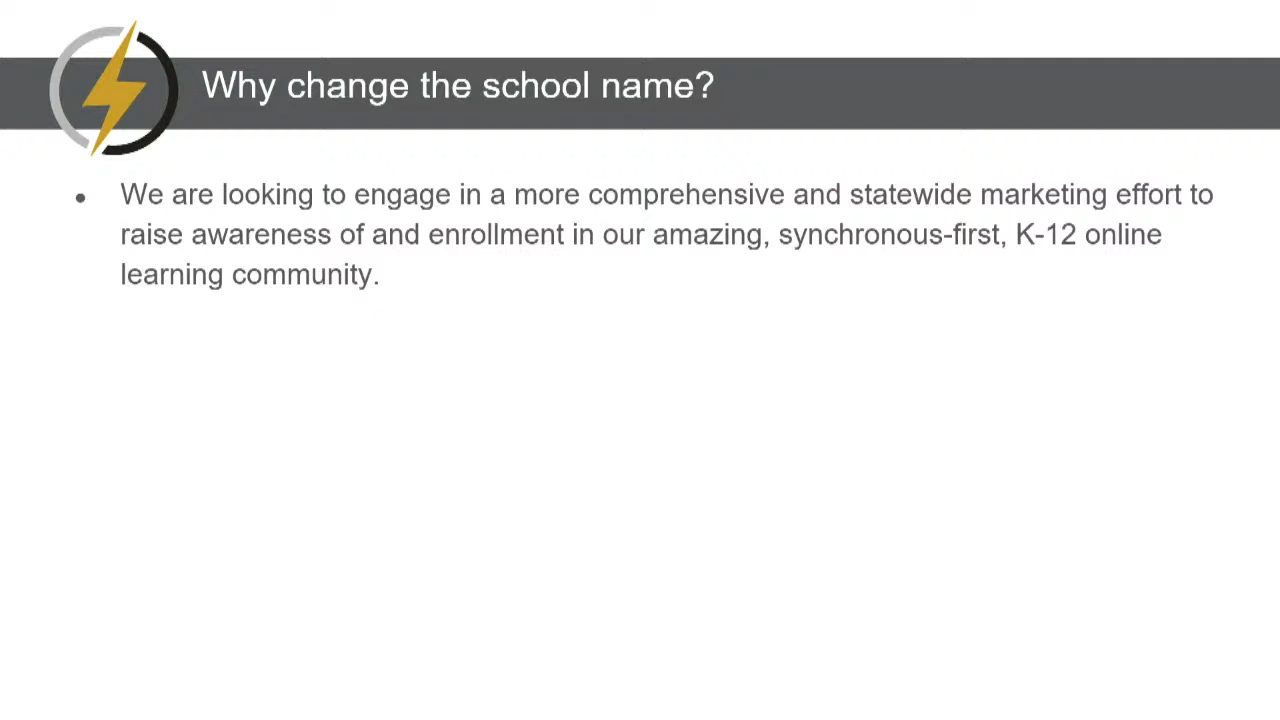 Why change the school name?
• We are looking to engage in a more comprehensive and statewide marketing effort to
raise awareness of and enrollment in our amazing, synchronous-first, K-12 online
learning community.